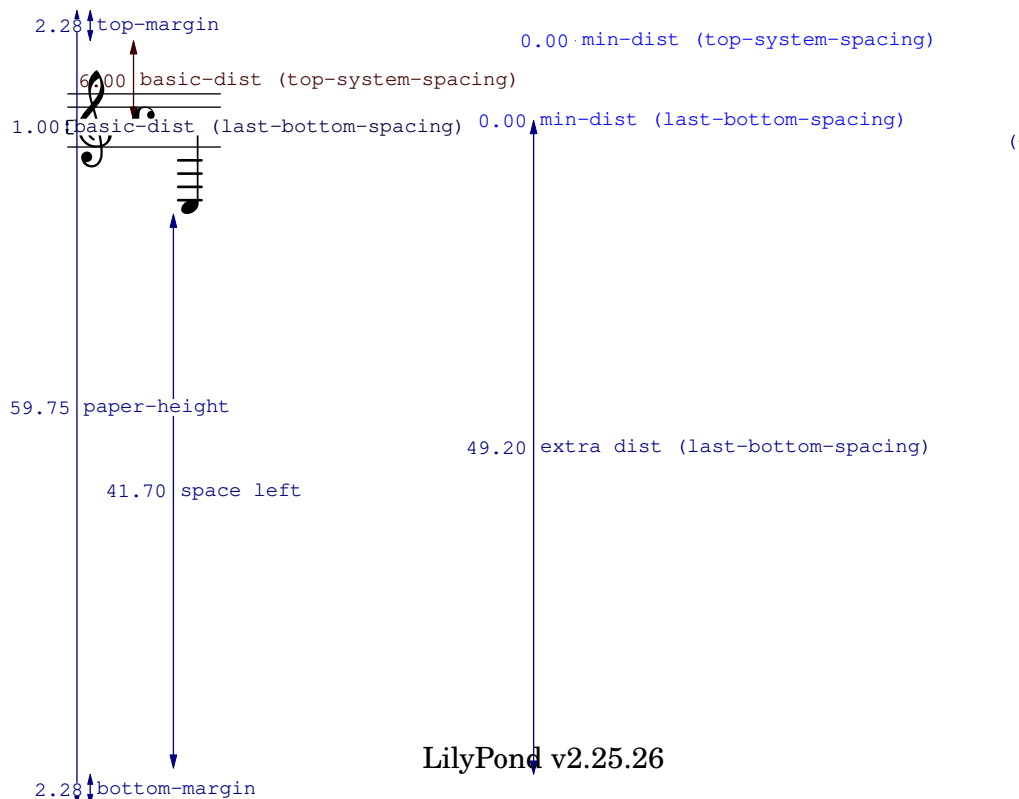 2.28 top-margin
0.00 min-dist (top-system-spacing)
6.00 basic-dist (top-system-spacing)
1.00 basic-dist (last-bottom-spacing)
0.00 min-dist (last-bottom-spacing)
(
59.75 paper-height
49.20 extra dist (last-bottom-spacing)
41.70 space left
LilyPond v2.25.26
2.28 bottom-margin